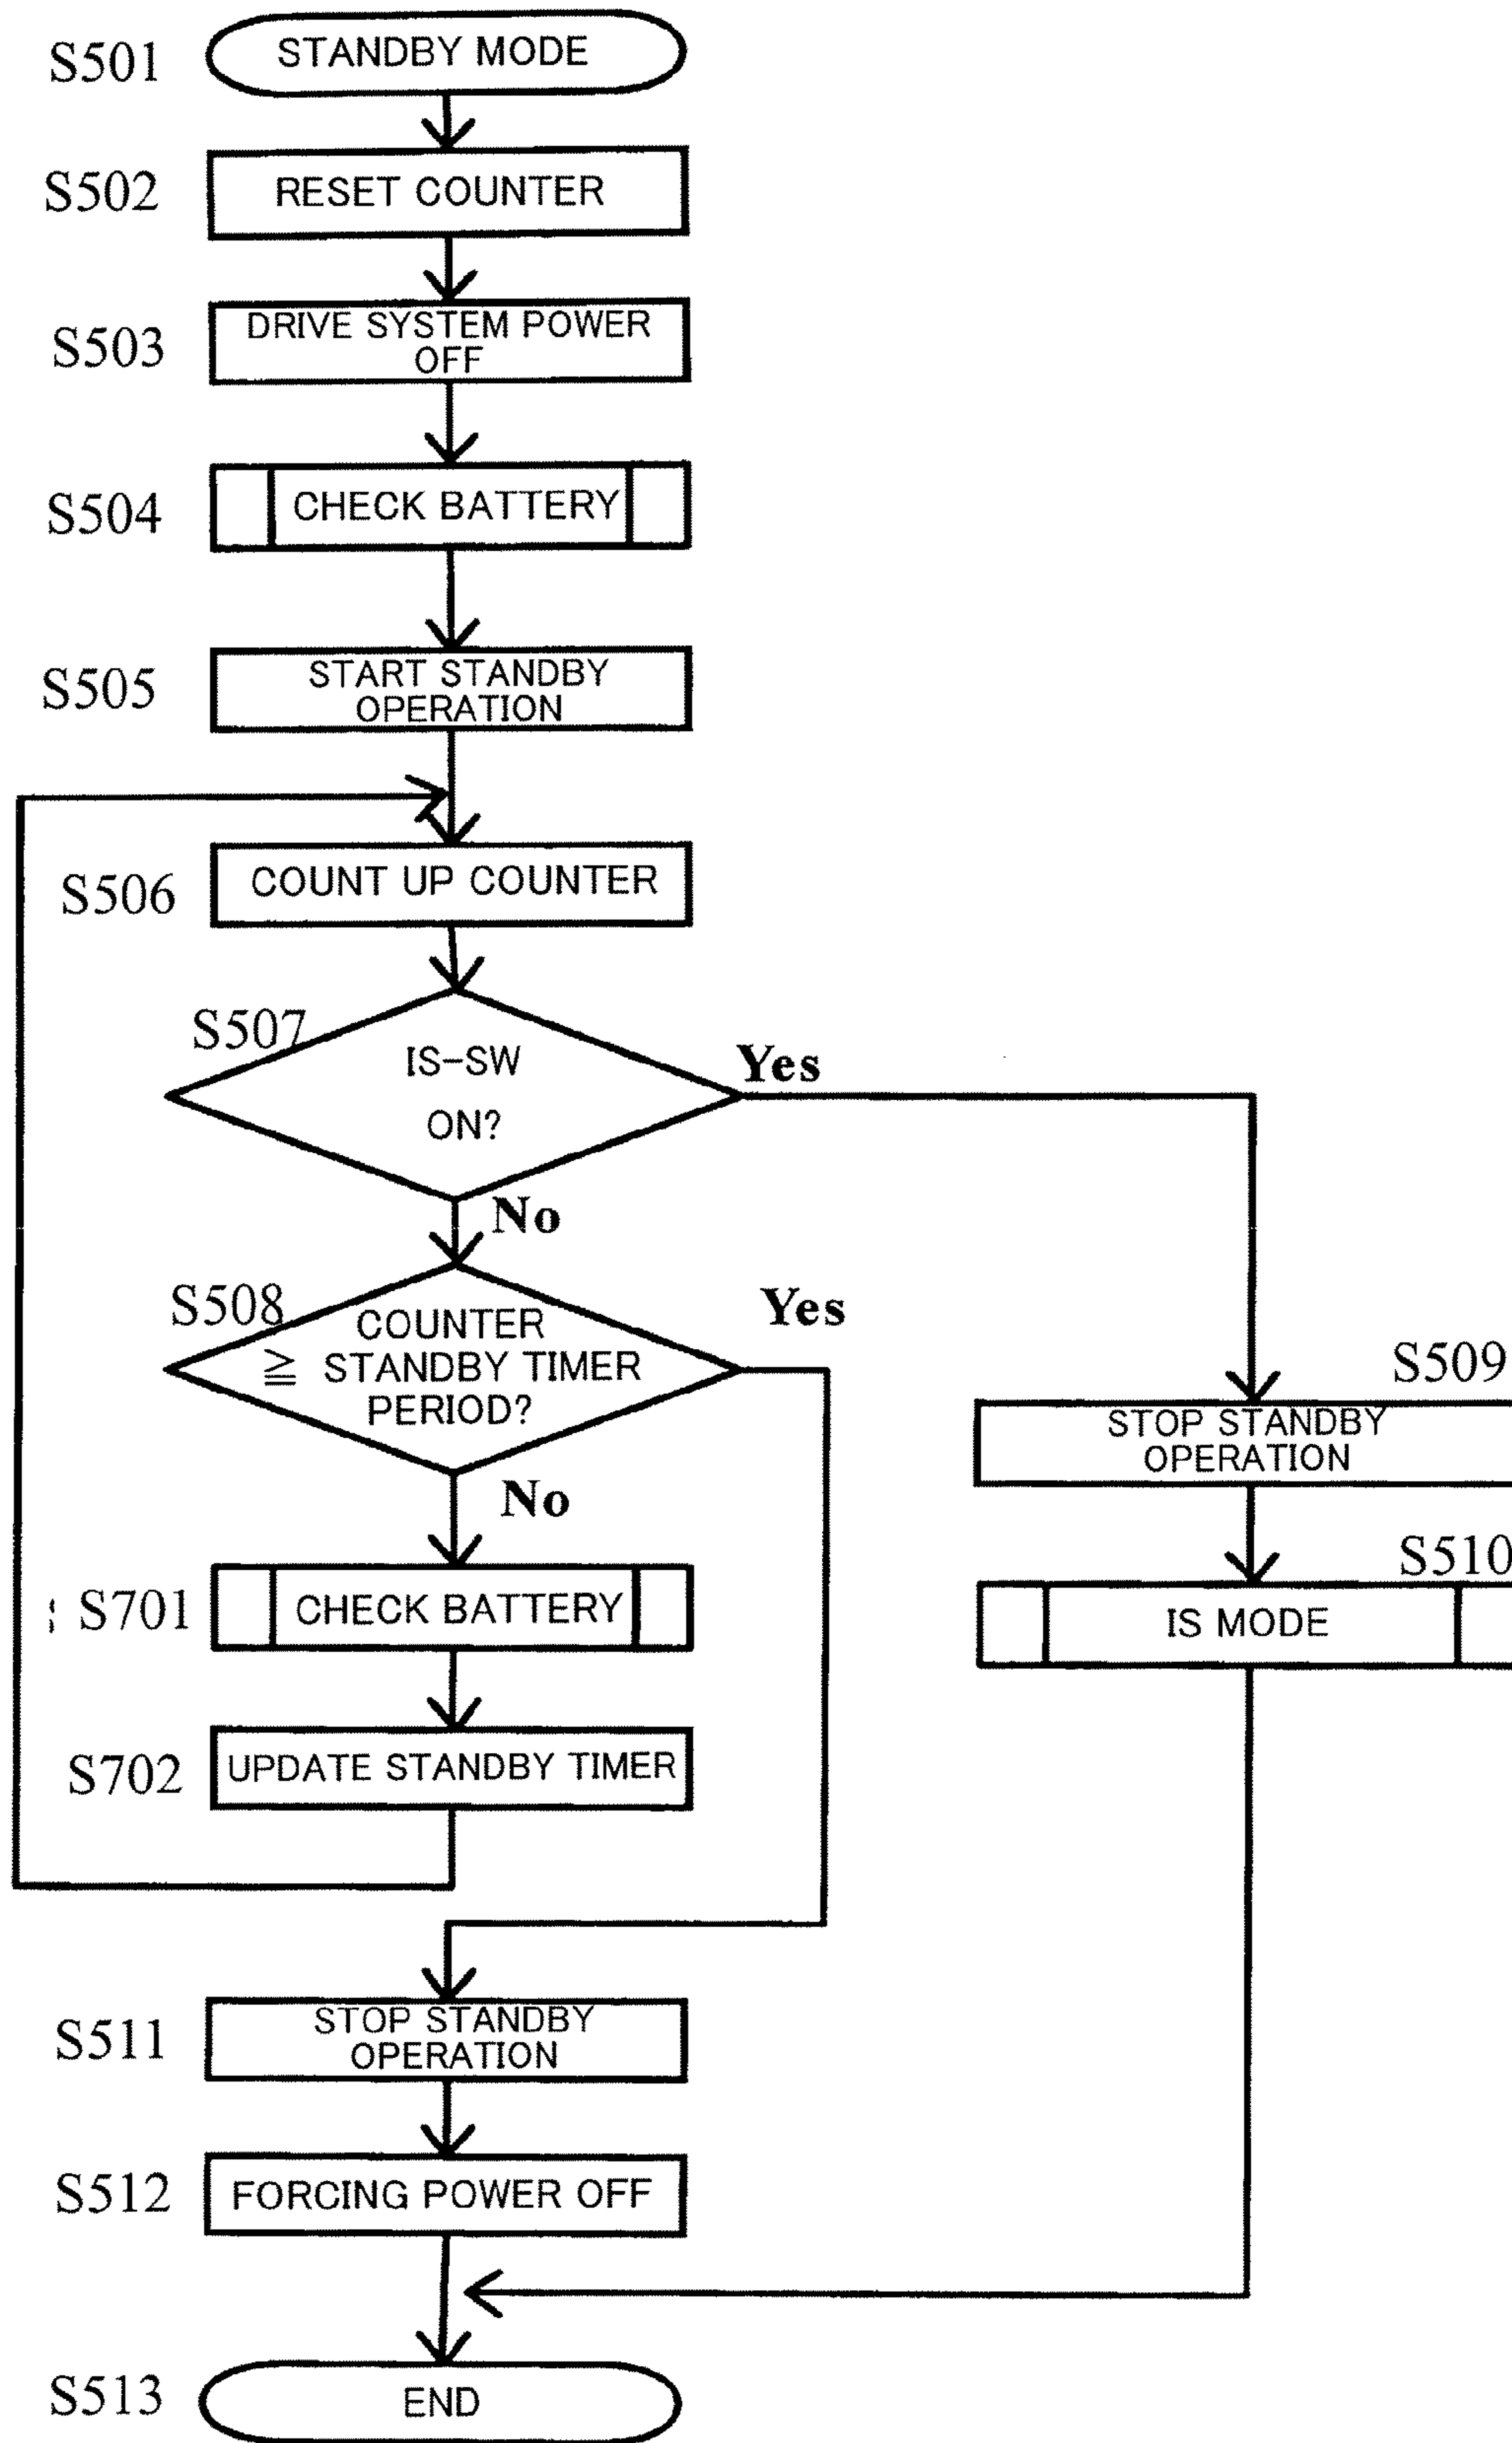 S501
STANDBY MODE
S502
RESET COUNTER
S503
DRIVE SYSTEM POWER
OFF
S504
CHECK BATTERY
S505
START STANDBY
OPERATION
S506
COUNT UP COUNTER
S507
IS-SW
ON?
Yes
No
S508
COUNTER
≧ STANDBY TIMER
PERIOD?
Yes
No
S509
STOP STANDBY
OPERATION
S510
IS MODE
S701
CHECK BATTERY
S702
UPDATE STANDBY TIMER
S511
STOP STANDBY
OPERATION
S512
FORCING POWER OFF
S513
END